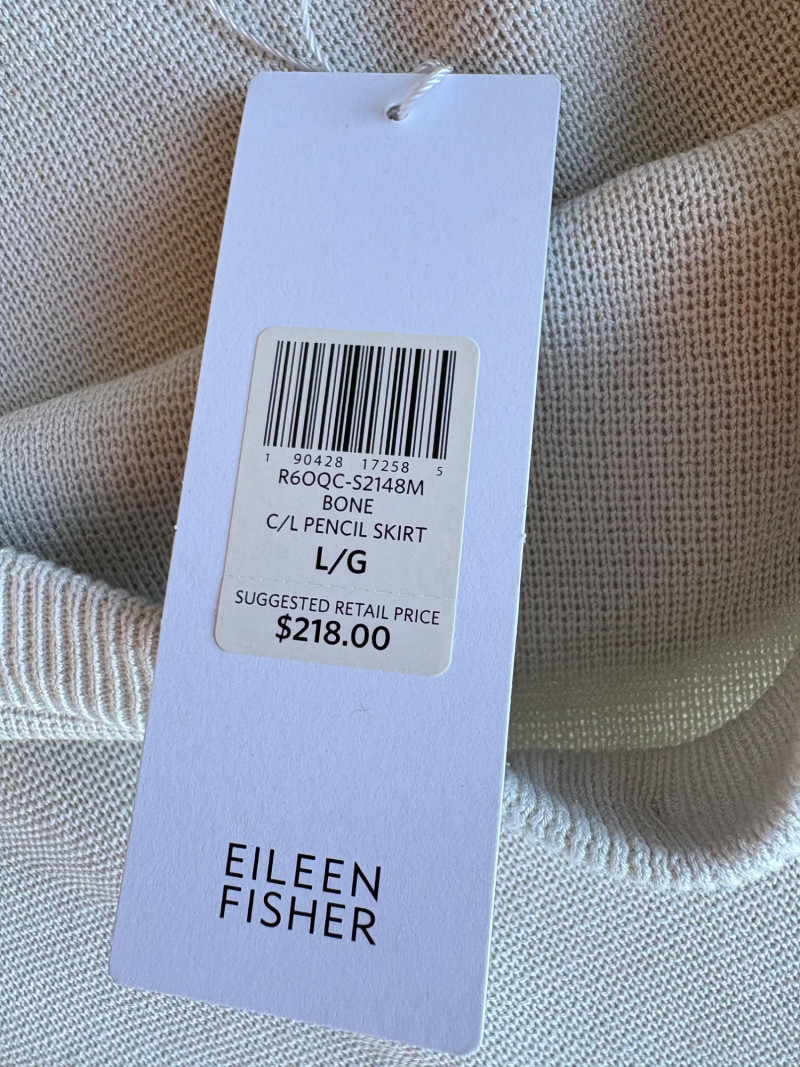 1 90428 17258 5
R6OQC-S2148M
BONE
C/L PENCIL SKIRT
L/G
SUGGESTED RETAIL PRICE
$218.00
EILEEN
FISHER